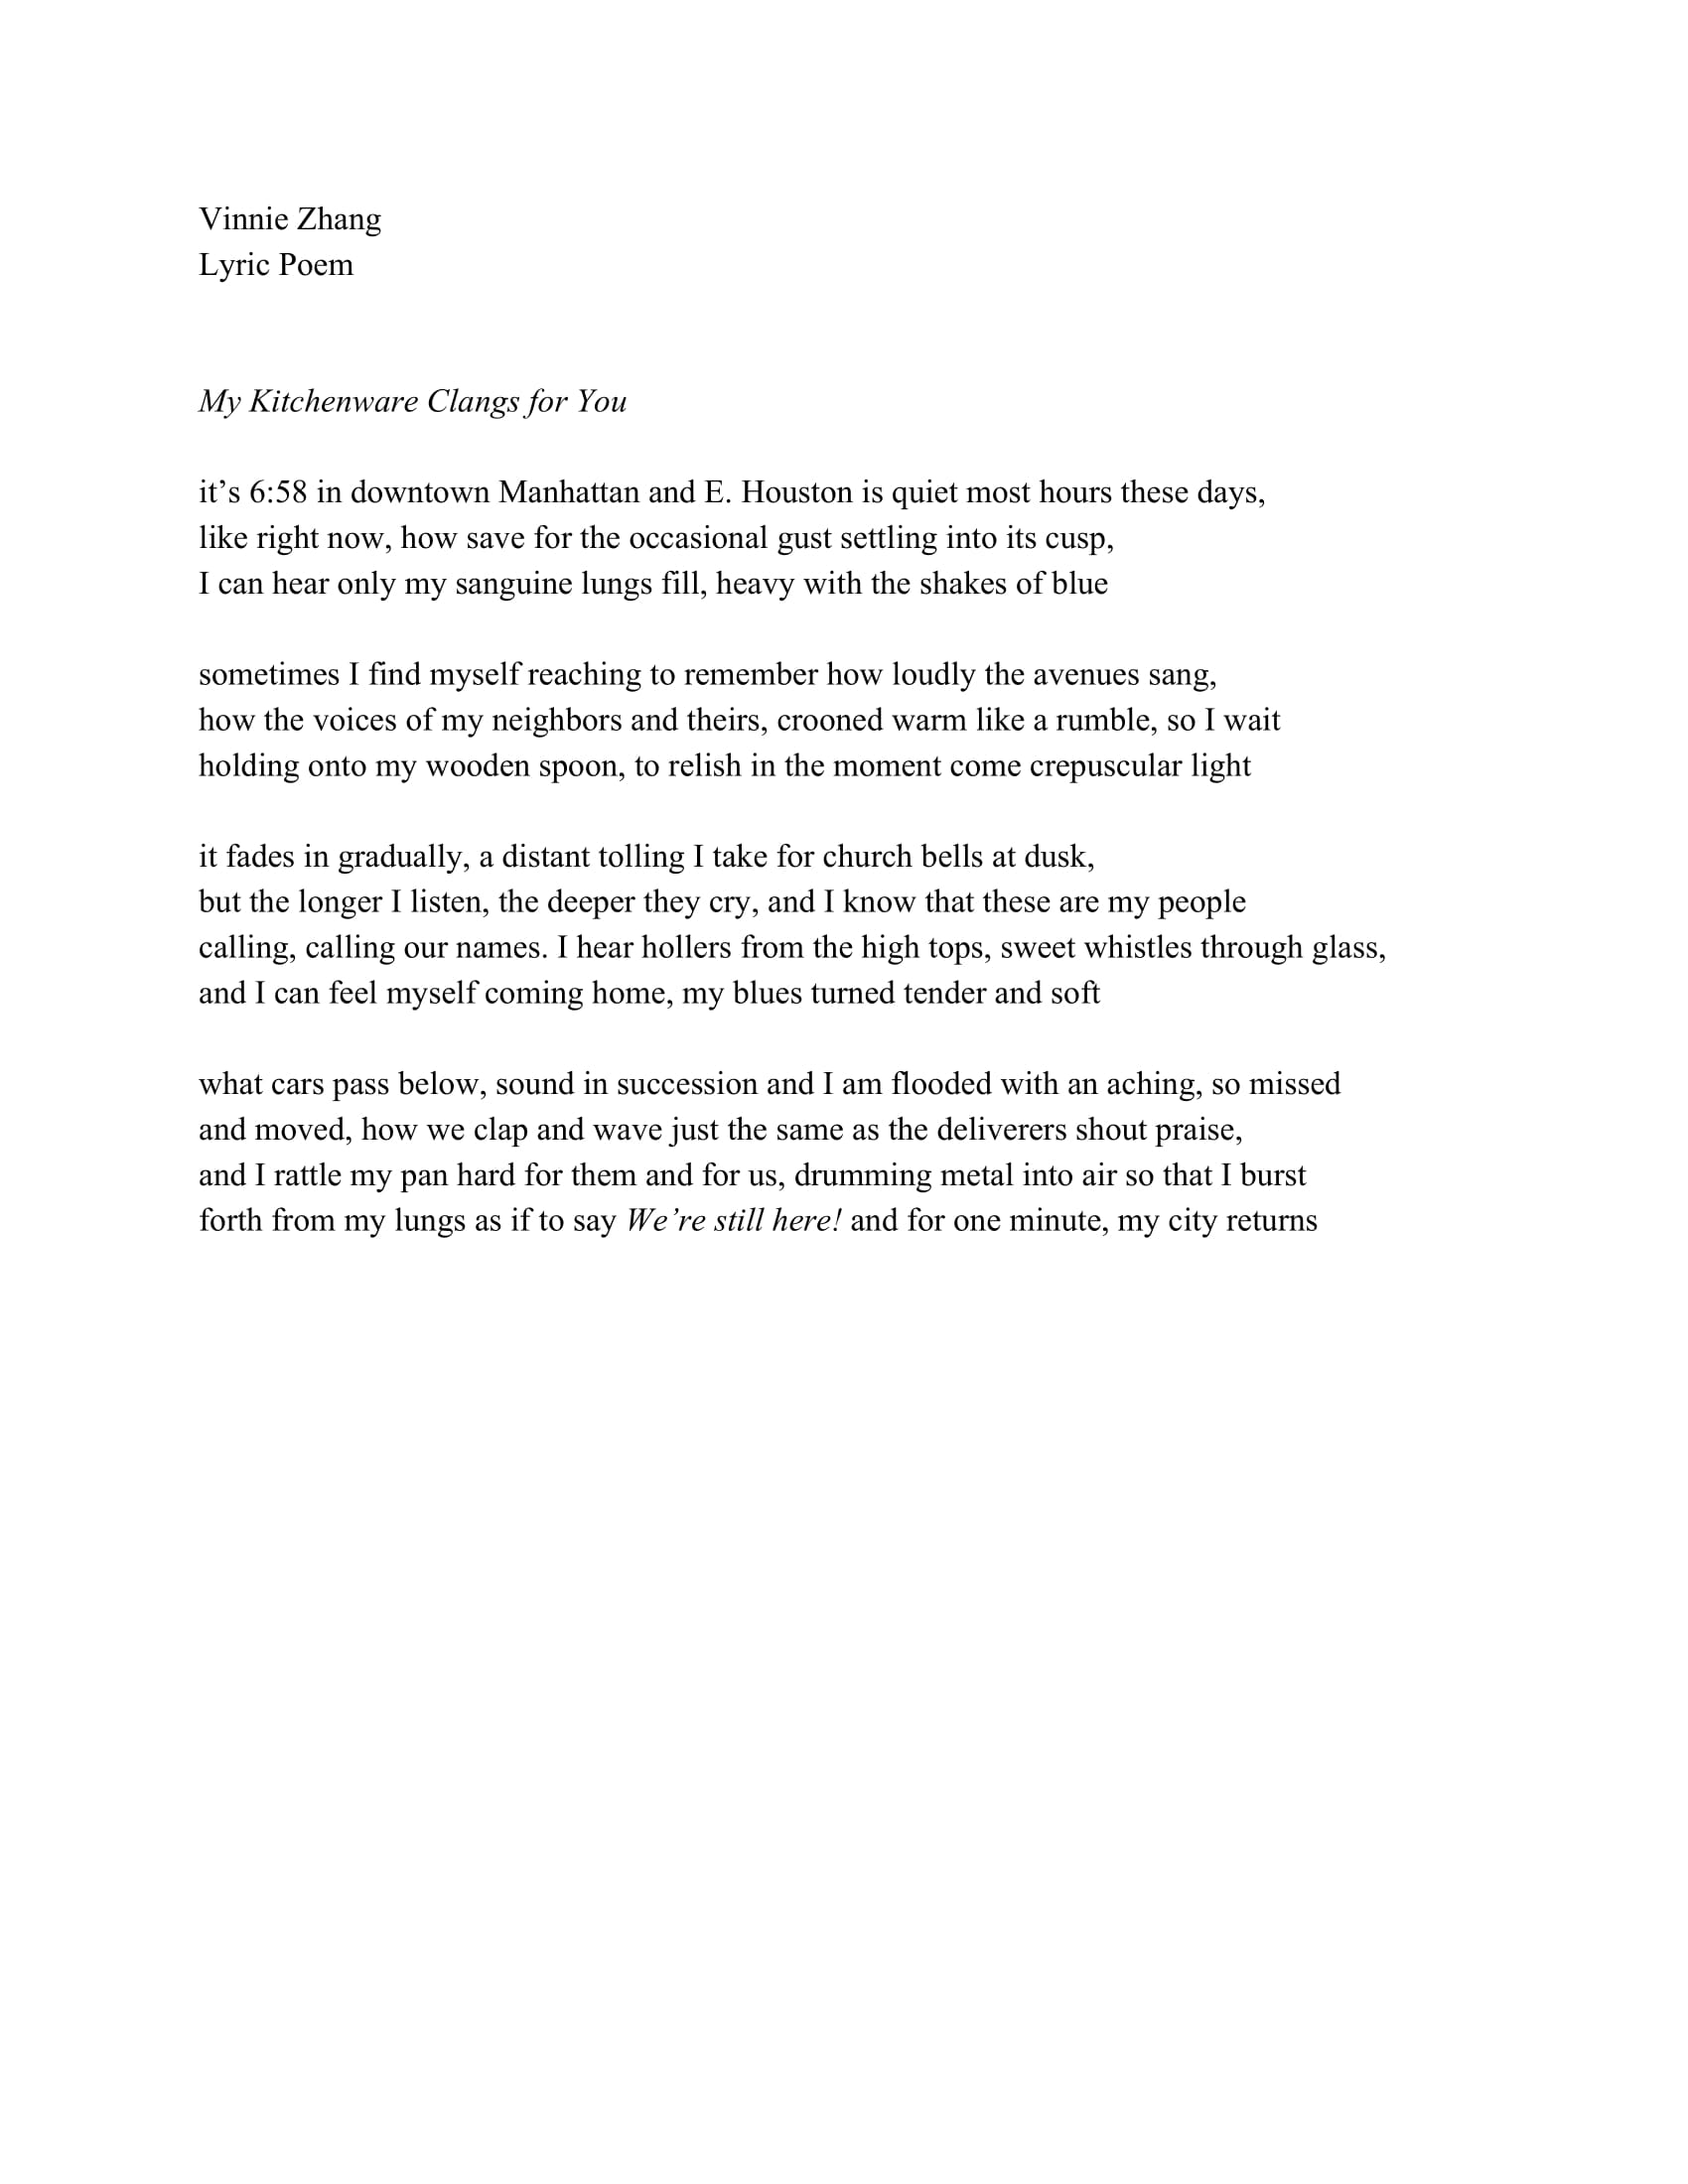 Vinnie Zhang
Lyric Poem
My Kitchenware Clangs for You
it’s 6:58 in downtown Manhattan and E. Houston is quiet most hours these days,
like right now, how save for the occasional gust settling into its cusp,
I can hear only my sanguine lungs fill, heavy with the shakes of blue
sometimes I find myself reaching to remember how loudly the avenues sang,
how the voices of my neighbors and theirs, crooned warm like a rumble, so I wait
holding onto my wooden spoon, to relish in the moment come crepuscular light
it fades in gradually, a distant tolling I take for church bells at dusk,
but the longer I listen, the deeper they cry, and I know that these are my people
calling, calling our names. I hear hollers from the high tops, sweet whistles through glass,
and I can feel myself coming home, my blues turned tender and soft
what cars pass below, sound in succession and I am flooded with an aching, so missed
and moved, how we clap and wave just the same as the deliverers shout praise,
and I rattle my pan hard for them and for us, drumming metal into air so that I burst
forth from my lungs as if to say We’re still here! and for one minute, my city returns